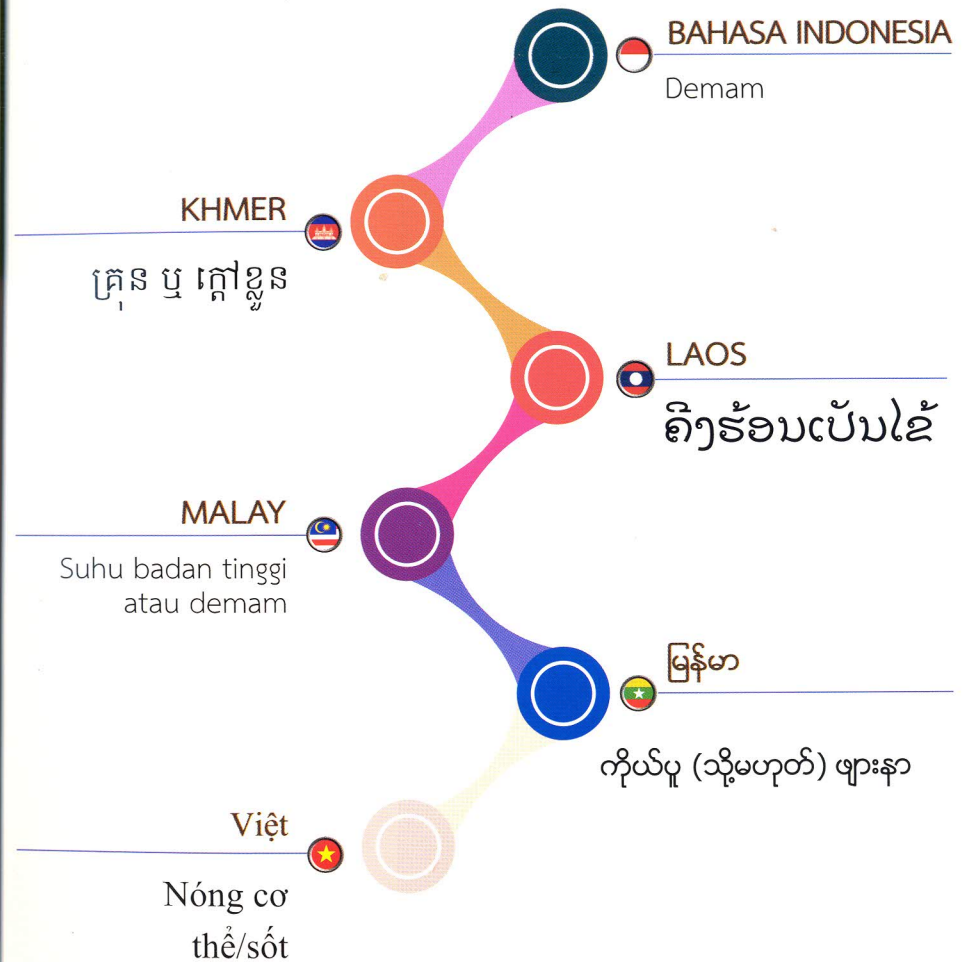 BAHASA INDONESIA
Demam
KHMER
គ្រុន ឬ ក្តៅខ្លួន
LAOS
ຄີງຮ້ອນເປັນໄຂ້
MALAY
Suhu badan tinggi
atau demam
မြန်မာ
ကိုယ်ပူ (သို့မဟုတ်) ဖျားနာ
Việt
Nóng cơ
thể/sốt